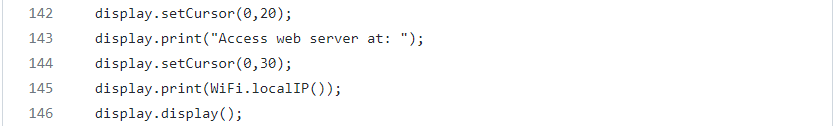 142 display.setCursor(0,20);
143 display.print("Access web server at: ");
144 display.setCursor(0,30);
145 display.print(WiFi.localIP());
146 display.display();